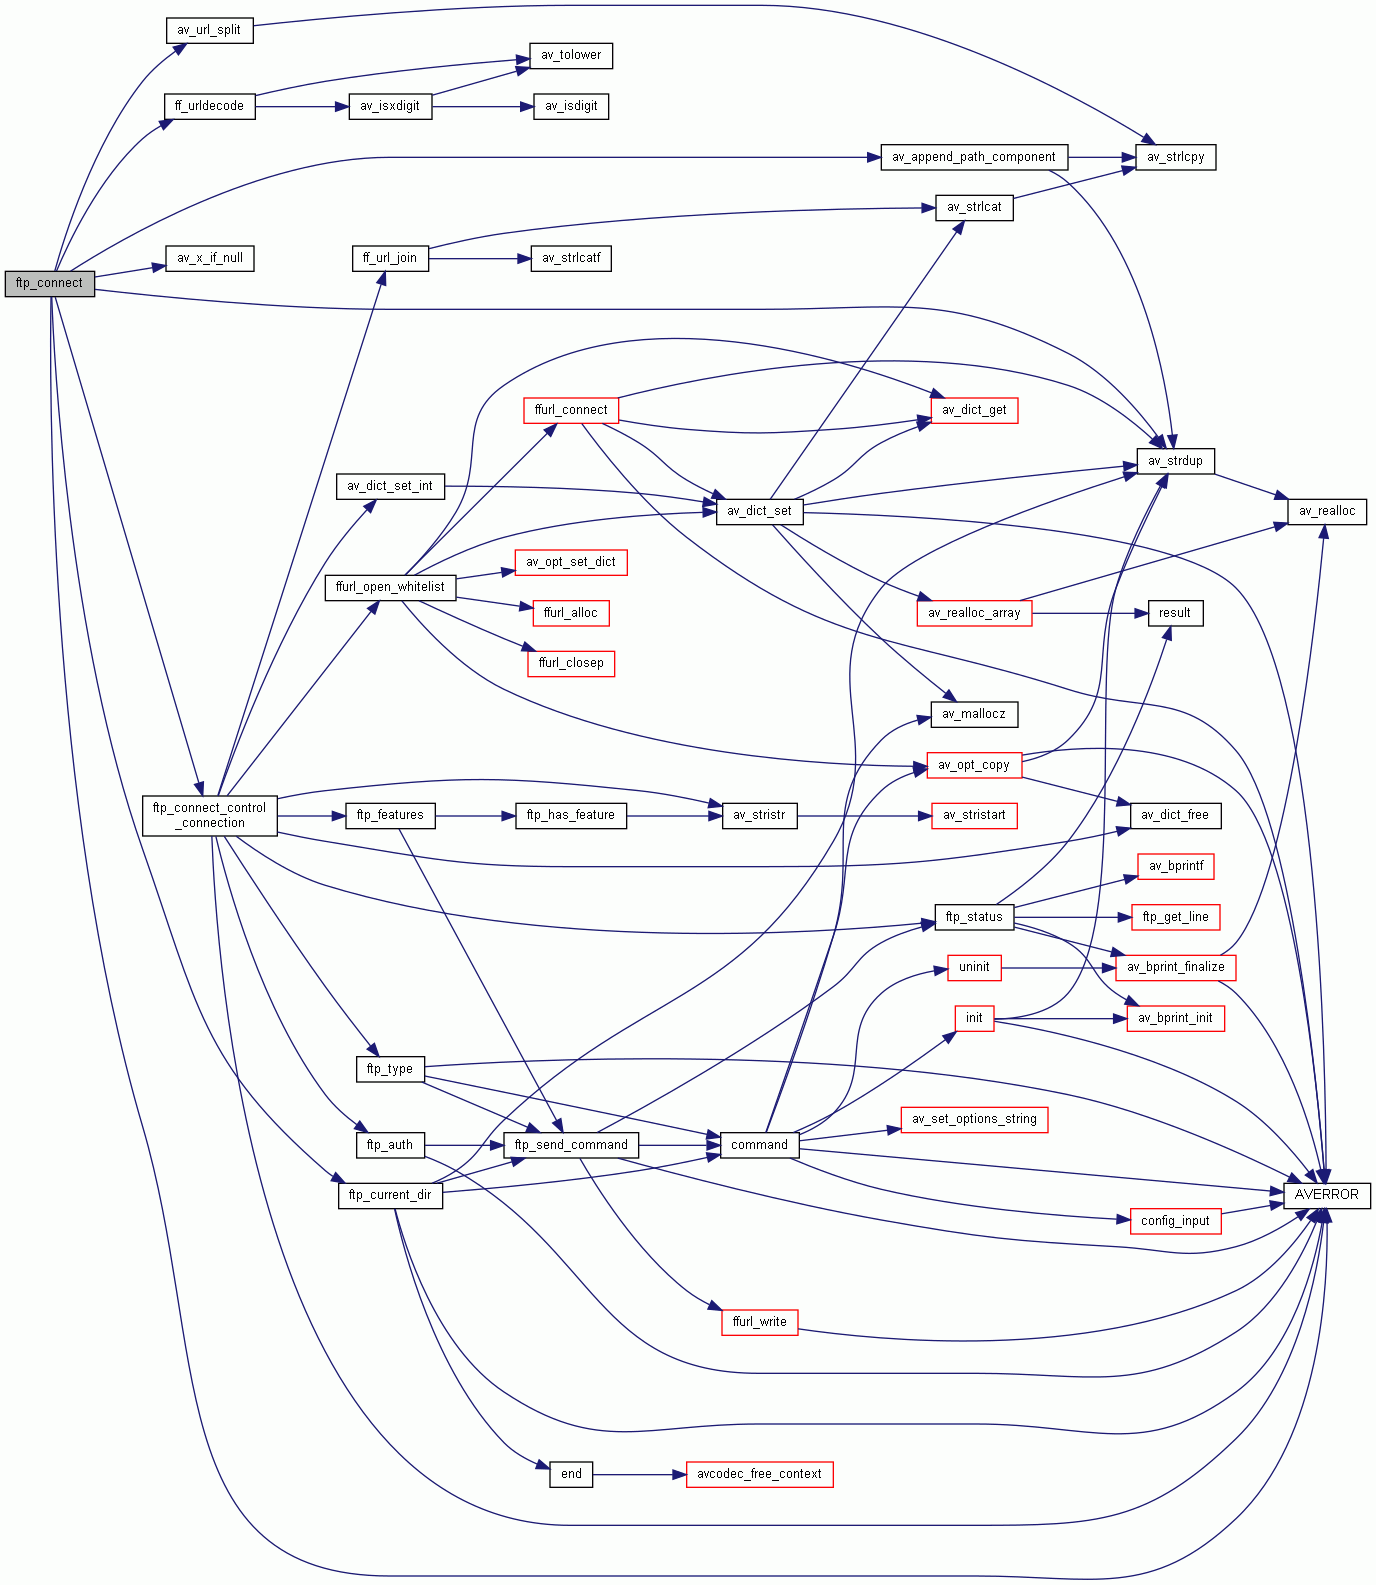 av_url_split
av_tolower
ff_urldecode
av_isxdigit
av_isdigit
av_append_path_component
av_strlcpy
av_strlcat
av_x_if_null
ff_url_join
av_strlcatf
ftp_connect
ffurl_connect
av_dict_get
av_strdup
av_dict_set_int
av_dict_set
av_realloc
av_opt_set_dict
ffurl_open_whitelist
ffurl_alloc
av_realloc_array
result
ffurl_closep
av_mallocz
av_opt_copy
ftp_connect_control
_connection
ftp_features
ftp_has_feature
av_stristr
av_stristart
av_dict_free
av_bprintf
ftp_status
ftp_get_line
uninit
av_bprint_finalize
init
av_bprint_init
ftp_type
av_set_options_string
ftp_auth
ftp_send_command
command
ftp_current_dir
AVERROR
config_input
ffurl_write
end
avcodec_free_context